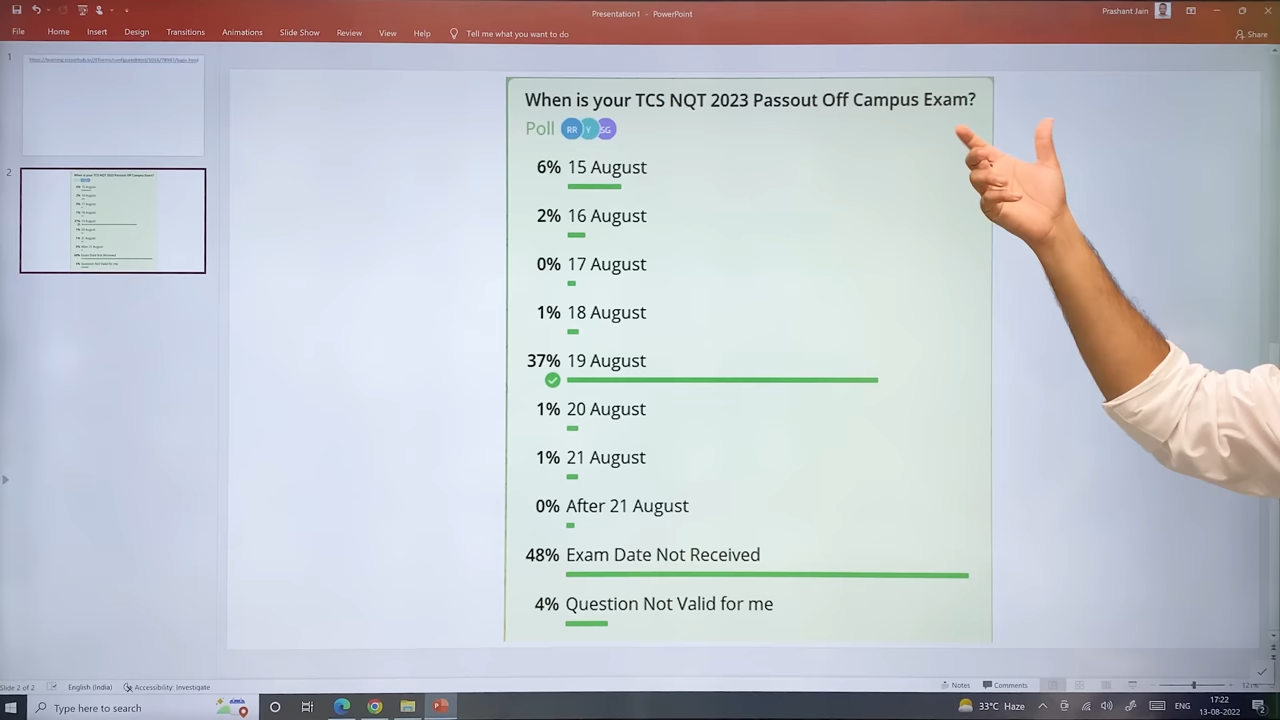 Presentation1 - PowerPoint
Prashant Jain
File Home Insert Design Transitions Animations Slide Show Review View Help Tell me what you want to do
Share
1
2
When is your TCS NQT 2023 Passout Off Campus Exam?
Poll RR Y SG
6% 15 August
2% 16 August
0% 17 August
1% 18 August
37% 19 August
1% 20 August
1% 21 August
0% After 21 August
48% Exam Date Not Received
4% Question Not Valid for me
Slide 2 of 2 English (India) Accessibility: Investigate
Notes Comments
Type here to search
33°C Haze
ENG
17:22
13-08-2022